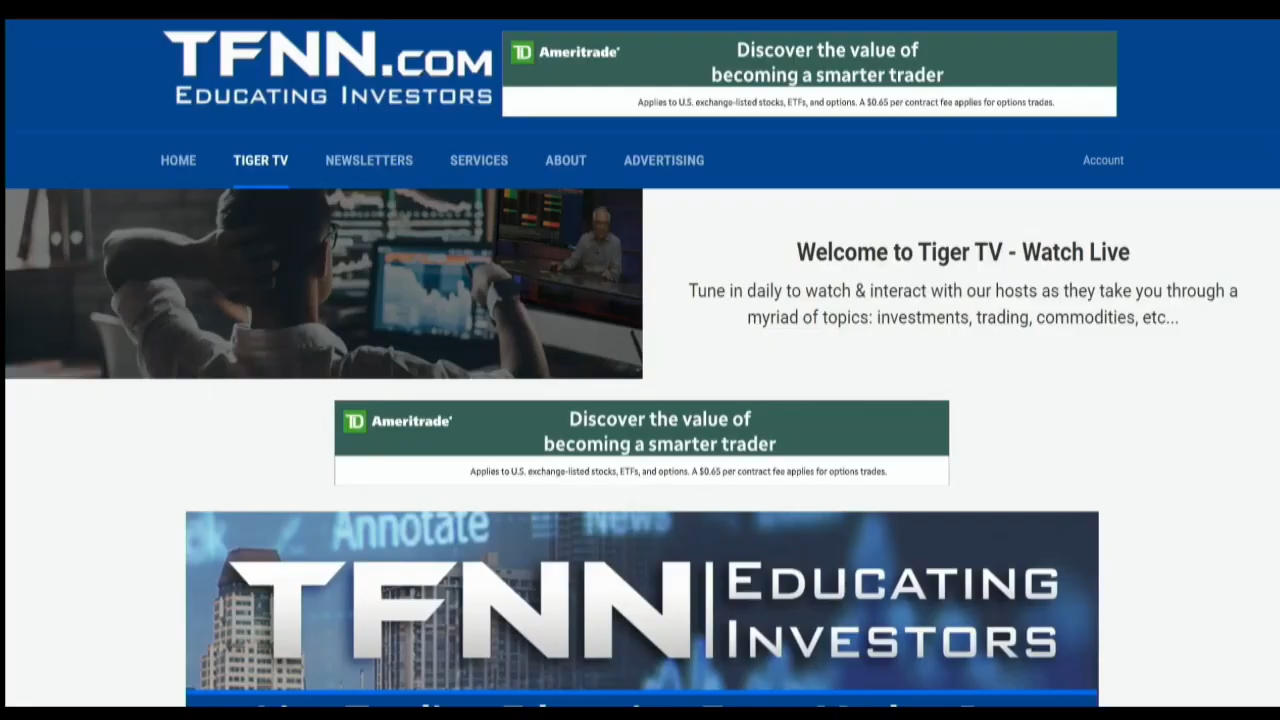 TFNN.COM
EDUCATING INVESTORS
TD Ameritrade
Discover the value of
becoming a smarter trader
Applies to U.S. exchange-listed stocks, ETFs, and options. A $0.65 per contract fee applies for options trades.
HOME TIGER TV NEWSLETTERS SERVICES ABOUT ADVERTISING Account
Welcome to Tiger TV - Watch Live
Tune in daily to watch & interact with our hosts as they take you through a
myriad of topics: investments, trading, commodities, etc...
TD Ameritrade
Discover the value of
becoming a smarter trader
Applies to U.S. exchange-listed stocks, ETFs, and options. A $0.65 per contract fee applies for options trades.
Annotate News
TFNN EDUCATING
INVESTORS